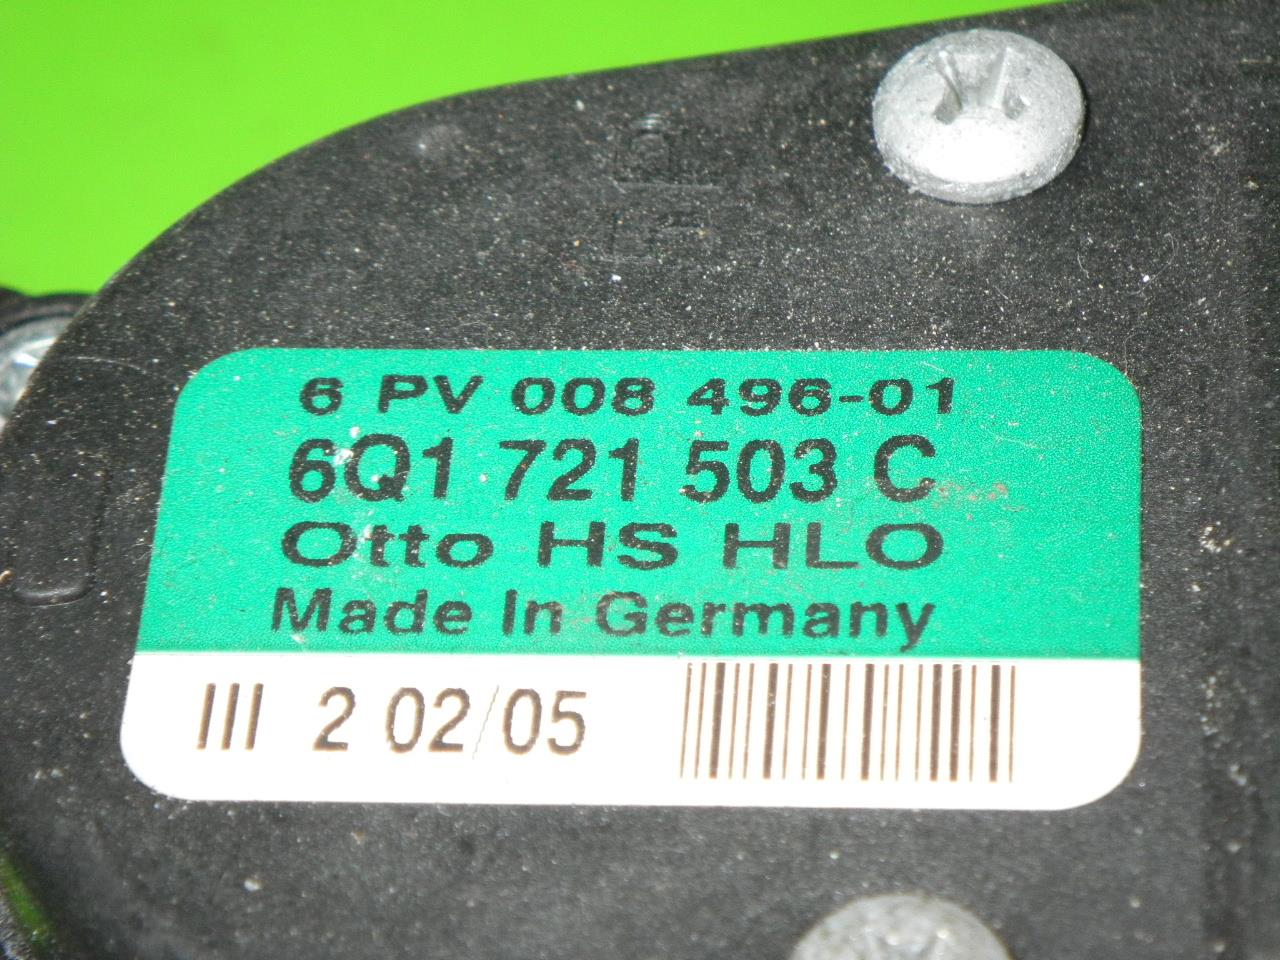 6 PV 008 496-01
6Q1 721 503 C
Otto HS HLO
Made In Germany
III 2 02/05